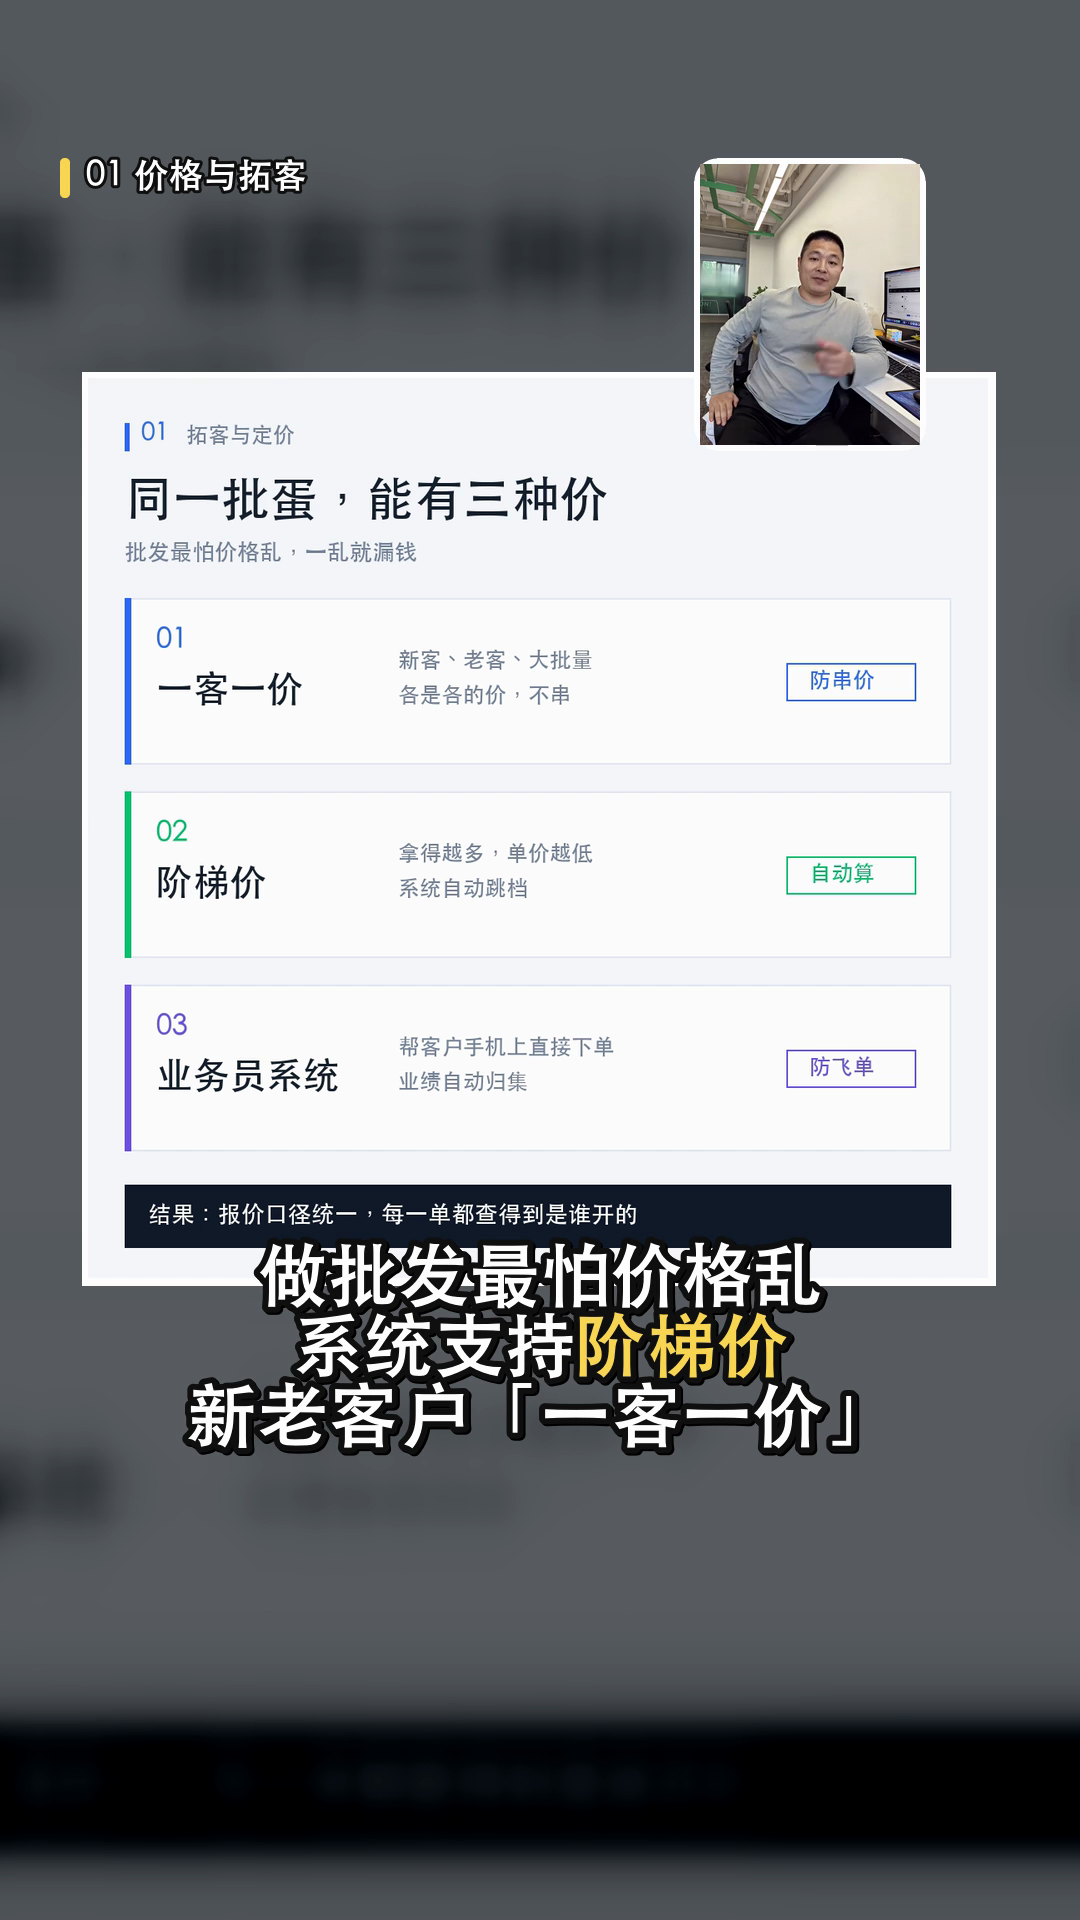 01 价格与拓客
01 拓客与定价
同一批蛋，能有三种价
批发最怕价格乱，一乱就漏钱
01
一客一价
新客、老客、大批量
各是各的价，不串
防串价
02
阶梯价
拿得越多，单价越低
系统自动跳档
自动算
03
业务员系统
帮客户手机上直接下单
业绩自动归集
防飞单
结果：报价口径统一，每一单都查得到是谁开的
做批发最怕价格乱
系统支持阶梯价
新老客户「一客一价」